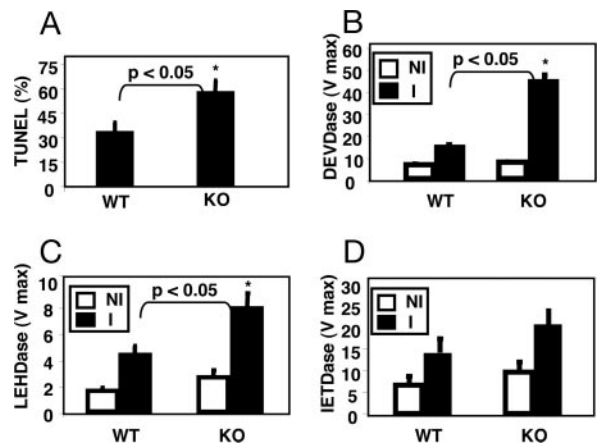 A
TUNEL (%)
75
60
45
30
15
0
p < 0.05
*
WT KO
B
DEVDase (V max)
60
50
40
30
20
10
0
NI
I
p < 0.05
*
WT KO
C
LEHDase (V max)
10
8
6
4
2
0
NI
I
p < 0.05
*
WT KO
D
IETDase (V max)
30
25
20
15
10
5
0
NI
I
WT KO